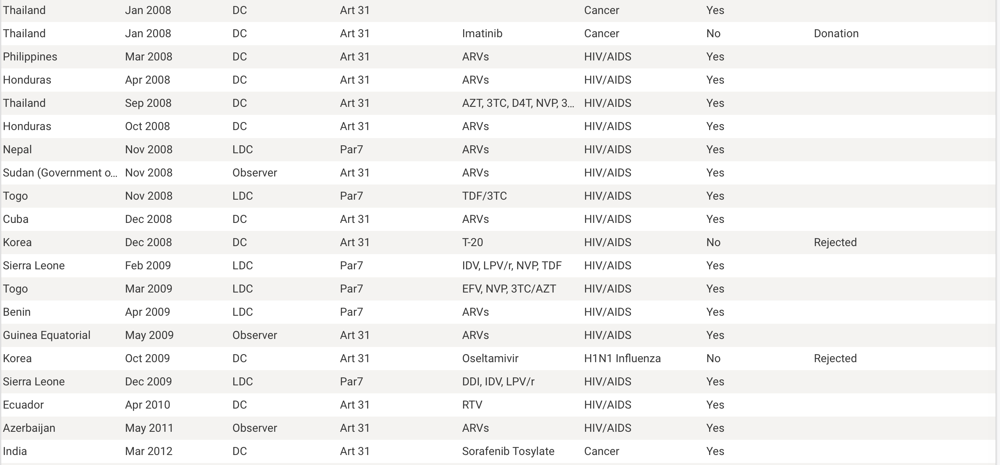 Thailand Jan 2008 DC Art 31 Cancer Yes
Thailand Jan 2008 DC Art 31 Imatinib Cancer No Donation
Philippines Mar 2008 DC Art 31 ARVs HIV/AIDS Yes
Honduras Apr 2008 DC Art 31 ARVs HIV/AIDS Yes
Thailand Sep 2008 DC Art 31 AZT, 3TC, D4T, NVP, 3... HIV/AIDS Yes
Honduras Oct 2008 DC Art 31 ARVs HIV/AIDS Yes
Nepal Nov 2008 LDC Par7 ARVs HIV/AIDS Yes
Sudan (Government o... Nov 2008 Observer Art 31 ARVs HIV/AIDS Yes
Togo Nov 2008 LDC Par7 TDF/3TC HIV/AIDS Yes
Cuba Dec 2008 DC Art 31 ARVs HIV/AIDS Yes
Korea Dec 2008 DC Art 31 T-20 HIV/AIDS No Rejected
Sierra Leone Feb 2009 LDC Par7 IDV, LPV/r, NVP, TDF HIV/AIDS Yes
Togo Mar 2009 LDC Par7 EFV, NVP, 3TC/AZT HIV/AIDS Yes
Benin Apr 2009 LDC Par7 ARVs HIV/AIDS Yes
Guinea Equatorial May 2009 Observer Art 31 ARVs HIV/AIDS Yes
Korea Oct 2009 DC Art 31 Oseltamivir H1N1 Influenza No Rejected
Sierra Leone Dec 2009 LDC Par7 DDI, IDV, LPV/r HIV/AIDS Yes
Ecuador Apr 2010 DC Art 31 RTV HIV/AIDS Yes
Azerbaijan May 2011 Observer Art 31 ARVs HIV/AIDS Yes
India Mar 2012 DC Art 31 Sorafenib Tosylate Cancer Yes